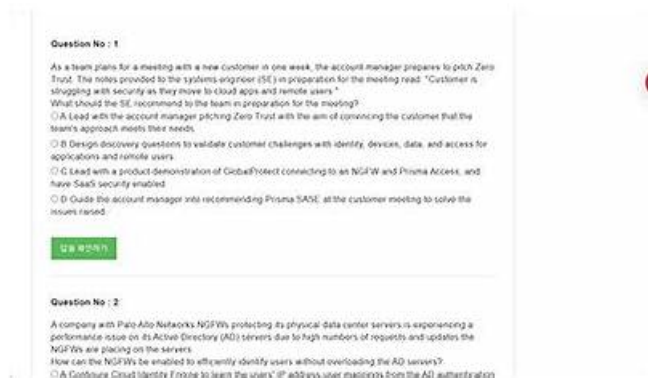 Question No : 1
As a team plans for a meeting with a new customer in one week, the account manager prepares to pitch Zero
Trust. The notes provided to the systems engineer (SE) in preparation for the meeting read: "Customer is
struggling with security as they move to cloud apps and remote users."
What should the SE recommend to the team in preparation for the meeting?
A Lead with the account manager pitching Zero Trust with the aim of convincing the customer that the
team's approach meets their needs
B Design discovery questions to validate customer challenges with identity, devices, data, and access for
applications and remote users
C Lead with a product demonstration of GlobalProtect connecting to an NGFW and Prisma Access, and
have SaaS security enabled
D Guide the account manager into recommending Prisma SASE at the customer meeting to solve the
issues raised
답을 확인하기
Question No : 2
A company with Palo Alto Networks NGFWs protecting its physical data center servers is experiencing a
performance issue on its Active Directory (AD) servers due to high numbers of requests and updates the
NGFWs are placing on the servers.
How can the NGFWs be enabled to efficiently identify users without overloading the AD servers?
A Configure Cloud Identity Engine to learn the users' IP address user mappings from the AD authentication